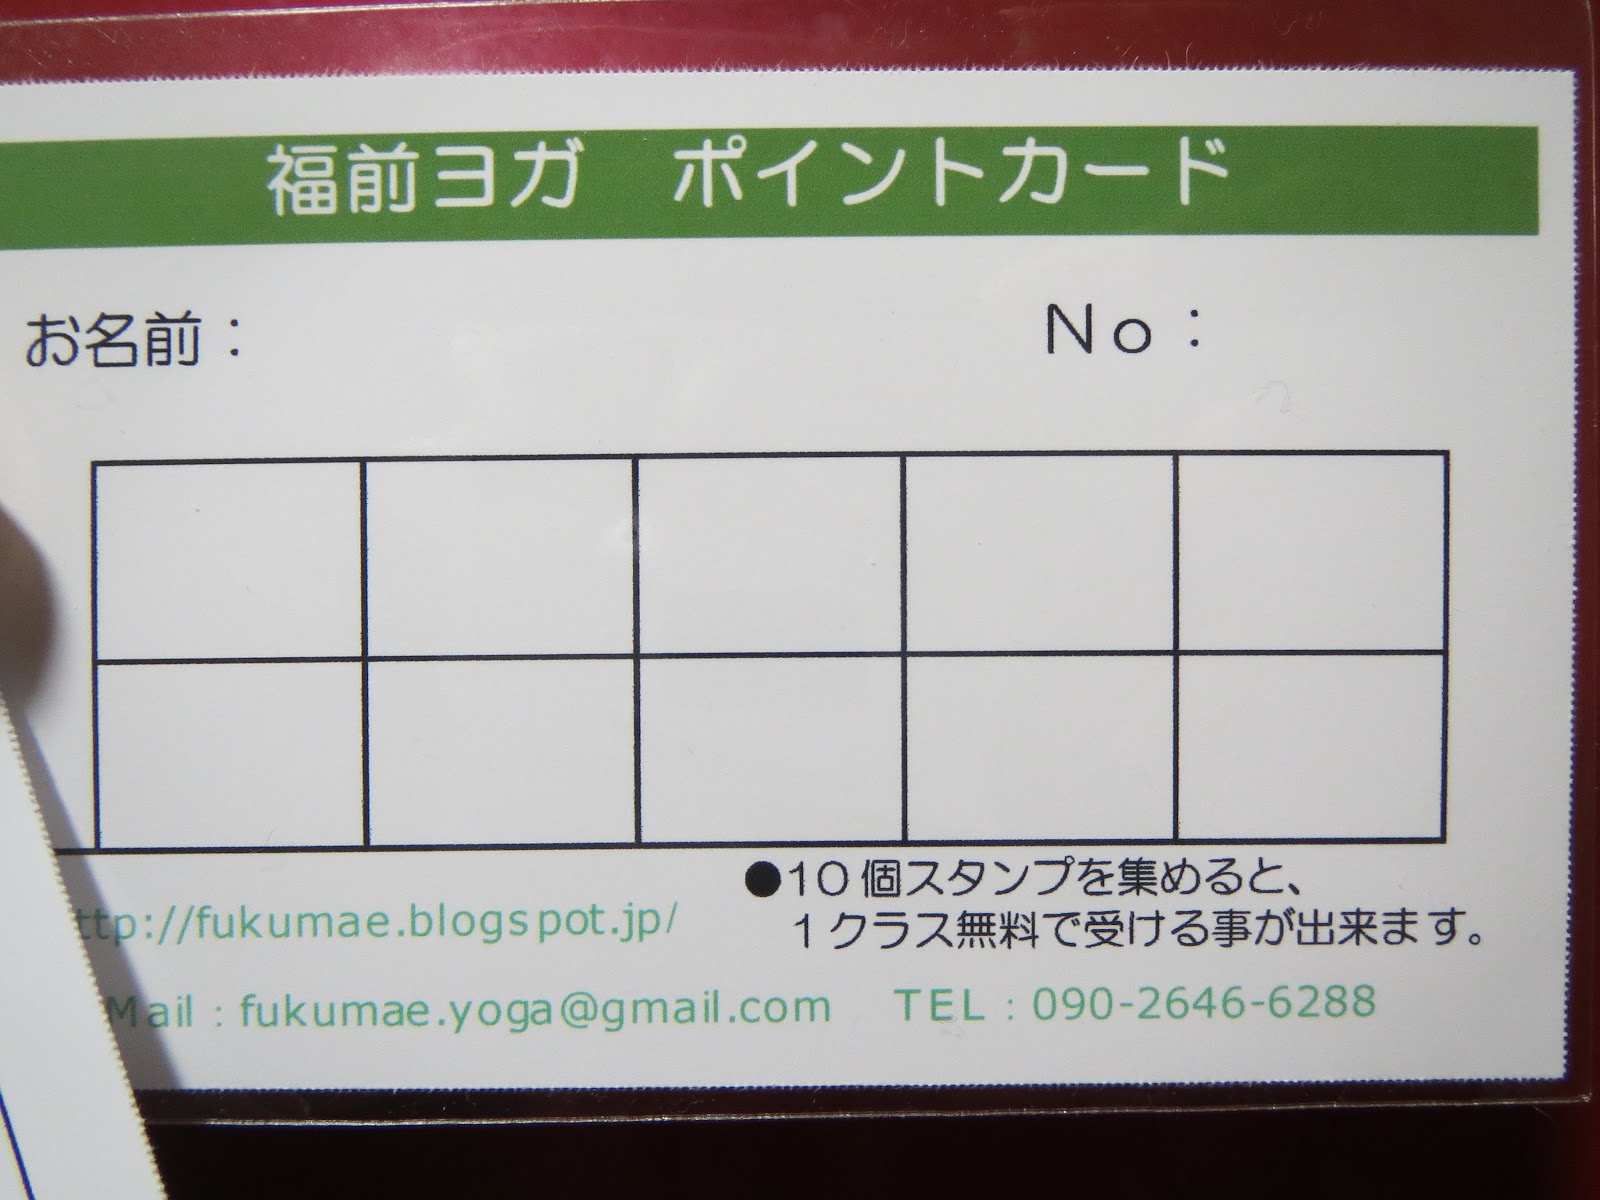 福前ヨガ　ポイントカード
お名前：
No：
●10個スタンプを集めると、
1クラス無料で受ける事が出来ます。
ttp://fukumae.blogspot.jp/
Mail：fukumae.yoga@gmail.com
TEL：090-2646-6288